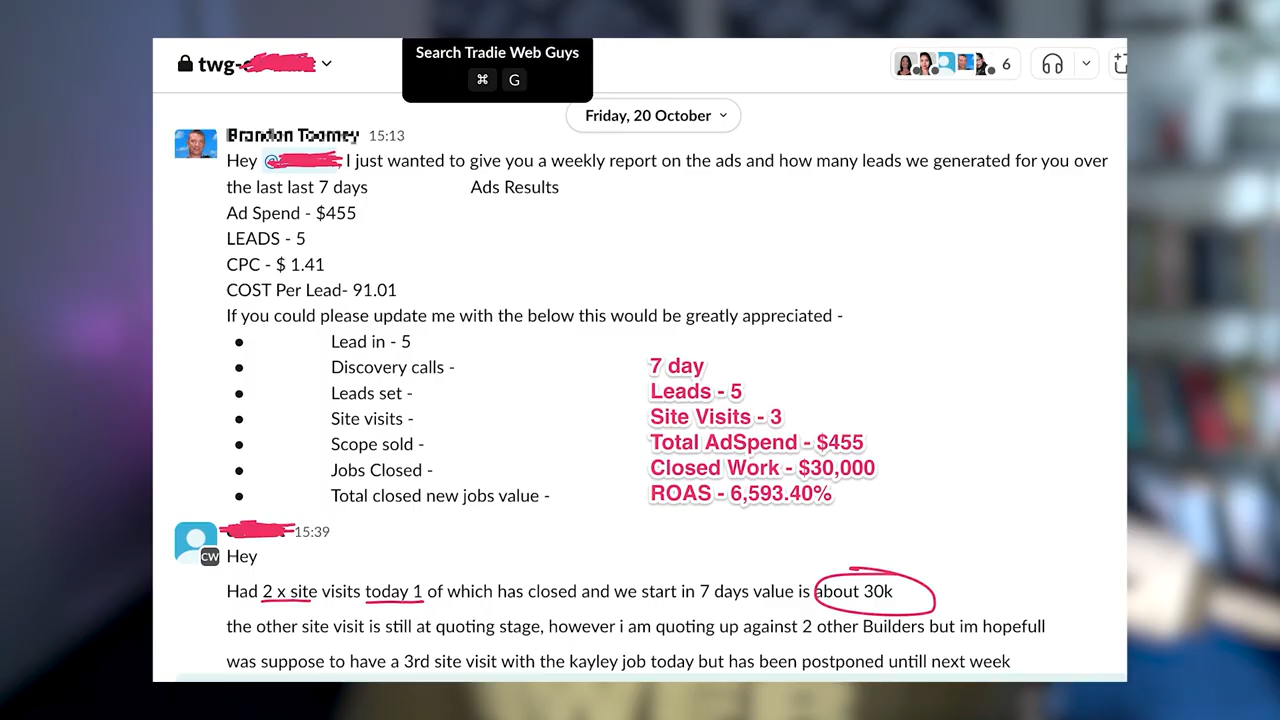 twg-
Search Tradie Web Guys
⌘ G
6
Friday, 20 October
Brandon Toomey 15:13
Hey @ I just wanted to give you a weekly report on the ads and how many leads we generated for you over
the last last 7 days Ads Results
Ad Spend - $455
LEADS - 5
CPC - $ 1.41
COST Per Lead- 91.01
If you could please update me with the below this would be greatly appreciated -
● Lead in - 5
● Discovery calls -
● Leads set -
● Site visits -
● Scope sold -
● Jobs Closed -
● Total closed new jobs value -
7 day
Leads - 5
Site Visits - 3
Total AdSpend - $455
Closed Work - $30,000
ROAS - 6,593.40%
15:39
CW
Hey
Had 2 x site visits today 1 of which has closed and we start in 7 days value is about 30k
the other site visit is still at quoting stage, however i am quoting up against 2 other Builders but im hopefull
was suppose to have a 3rd site visit with the kayley job today but has been postponed untill next week